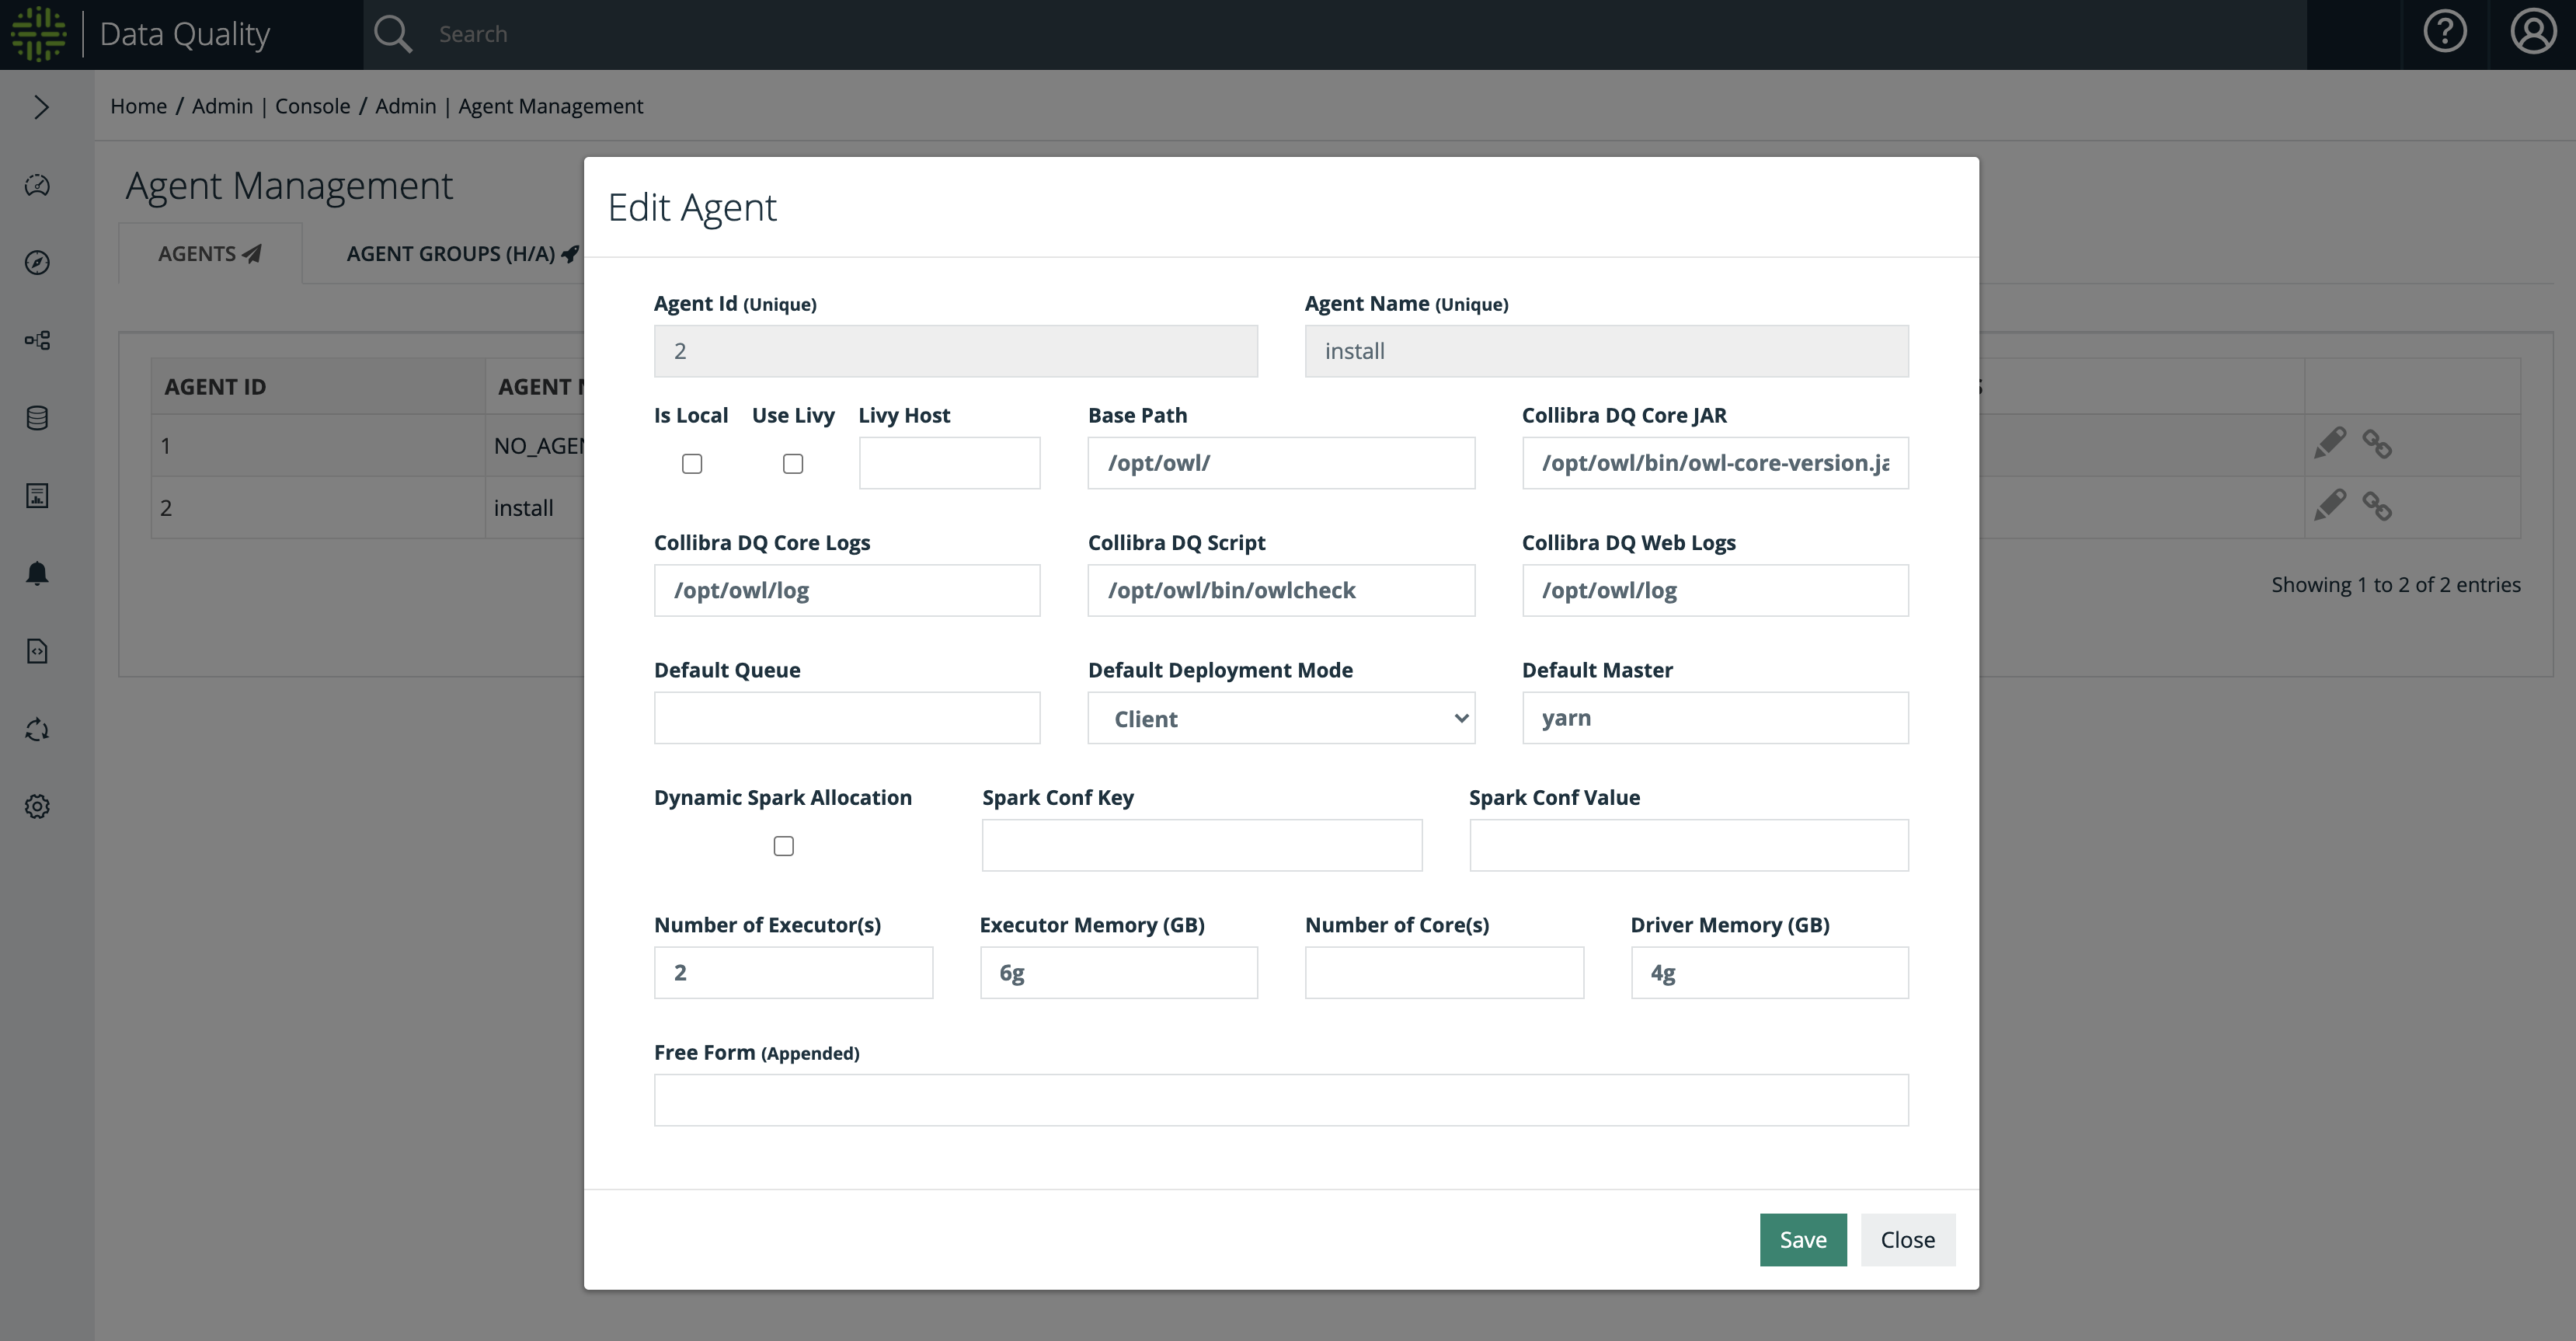 Data Quality
Search
Home / Admin | Console / Admin | Agent Management
Agent Management
AGENTS
AGENT GROUPS (H/A)
AGENT ID
AGENT
1
2
install
Showing 1 to 2 of 2 entries
Edit Agent
Agent Id (Unique)
Agent Name (Unique)
2
install
Is Local
Use Livy
Livy Host
Base Path
Collibra DQ Core JAR
/opt/owl/
/opt/owl/bin/owl-core-version.ja
Collibra DQ Core Logs
Collibra DQ Script
Collibra DQ Web Logs
/opt/owl/log
/opt/owl/bin/owlcheck
/opt/owl/log
Default Queue
Default Deployment Mode
Default Master
Client
yarn
Dynamic Spark Allocation
Spark Conf Key
Spark Conf Value
Number of Executor(s)
Executor Memory (GB)
Number of Core(s)
Driver Memory (GB)
2
6g
4g
Free Form (Appended)
Save
Close